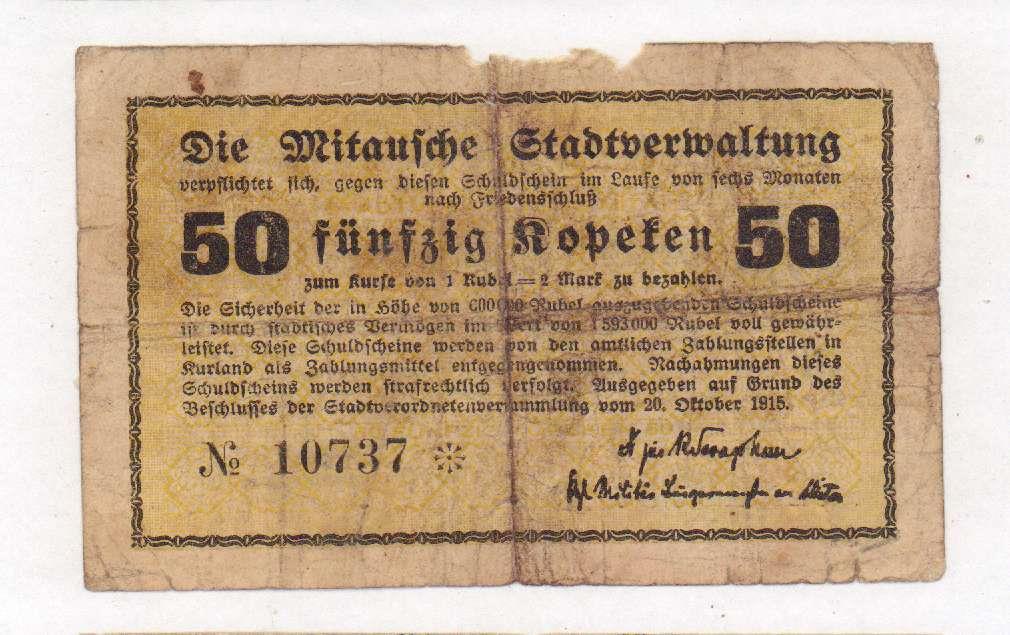 Die Mitausche Stadtverwaltung
verpflichtet sich, gegen diesen Schuldschein im Laufe von sechs Monaten
nach Friedensschluß
50 fünfzig Kopeken 50
zum Kurse von 1 Rubel = 2 Mark zu bezahlen.
Die Sicherheit der in Höhe von Rubel auszugebenden Schuldscheine
ist durch städtisches Vermögen im Wert von Rubel voll gewähr-
leistet. Diese Schuldscheine werden von den amtlichen Zahlungsstellen in
Kurland als Zahlungsmittel entgegengenommen. Nachahmungen dieses
Schuldscheins werden strafrechtlich verfolgt. Ausgegeben auf Grund des
Beschlusses der Stadtverordnetenversammlung vom 20. Oktober 1915.
№ 10737